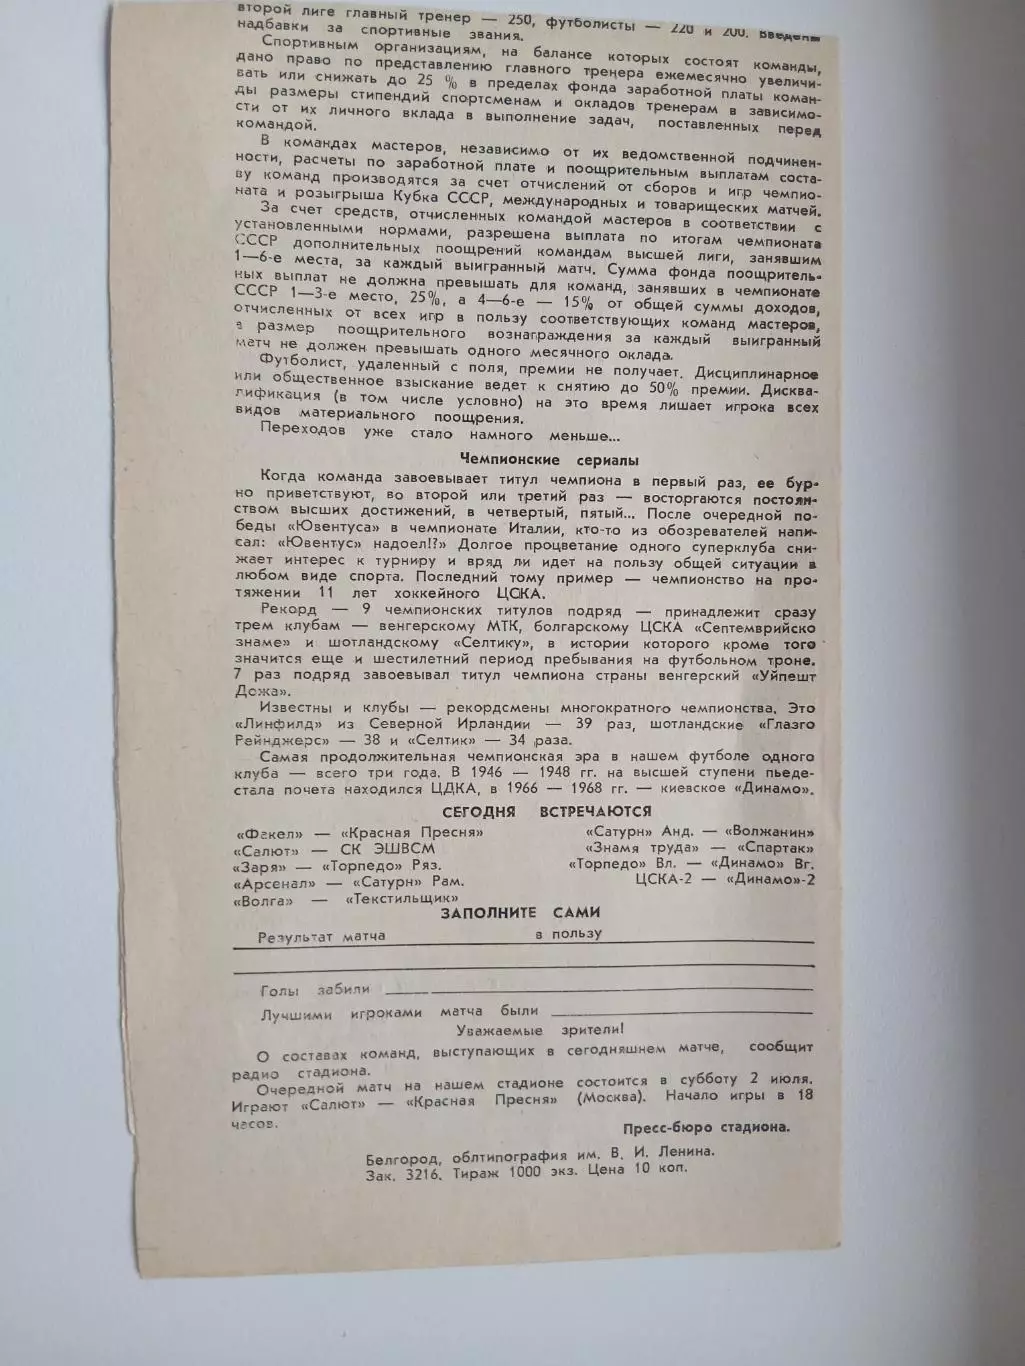 второй лиге главный тренер — 250, футболисты — 220 и 200. Введены
надбавки за спортивные звания.
Спортивным организациям, на балансе которых состоят команды,
дано право по представлению главного тренера ежемесячно увеличи-
вать или снижать до 25 % в пределах фонда заработной платы коман-
ды размеры стипендий спортсменам и окладов тренерам в зависимо-
сти от их личного вклада в выполнение задач, поставленных перед
командой.
В командах мастеров, независимо от их ведомственной подчинен-
ности, расчеты по заработной плате и поощрительным выплатам соста-
ву команд производятся за счет отчислений от сборов и игр чемпио-
ната и розыгрыша Кубка СССР, международных и товарищеских матчей.
За счет средств, отчисленных командой мастеров в соответствии с
установленными нормами, разрешена выплата по итогам чемпионата
СССР дополнительных поощрений командам высшей лиги, занявшим
1—6-е места, за каждый выигранный матч. Сумма фонда поощритель-
ных выплат не должна превышать для команд, занявших в чемпионате
СССР 1—3-е место, 25%, а 4—6-е — 15% от общей суммы доходов,
отчисленных от всех игр в пользу соответствующих команд мастеров,
а размер поощрительного вознаграждения за каждый выигранный
матч не должен превышать одного месячного оклада.
Футболист, удаленный с поля, премии не получает. Дисциплинарное
или общественное взыскание ведет к снятию до 50% премии. Дисква-
лификация (в том числе условно) на это время лишает игрока всех
видов материального поощрения.
Переходов уже стало намного меньше...
Чемпионские сериалы
Когда команда завоевывает титул чемпиона в первый раз, ее бур-
но приветствуют, во второй или третий раз — восторгаются постоян-
ством высших достижений, в четвертый, пятый... После очередной по-
беды «Ювентуса» в чемпионате Италии, кто-то из обозревателей напи-
сал: «Ювентус» надоел!?» Долгое процветание одного суперклуба сни-
жает интерес к турниру и вряд ли идет на пользу общей ситуации в
любом виде спорта. Последний тому пример — чемпионство на про-
тяжении 11 лет хоккейного ЦСКА.
Рекорд — 9 чемпионских титулов подряд — принадлежит сразу
трем клубам — венгерскому МТК, болгарскому ЦСКА «Септемврийско
знаме» и шотландскому «Селтику», в истории которого кроме того
значится еще и шестилетний период пребывания на футбольном троне.
7 раз подряд завоевывал титул чемпиона страны венгерский «Уйпешт
Дожа».
Известны и клубы — рекордсмены многократного чемпионства. Это
«Линфилд» из Северной Ирландии — 39 раз, шотландские «Глазго
Рейнджерс» — 38 и «Селтик» — 34 раза.
Самая продолжительная чемпионская эра в нашем футболе одного
клуба — всего три года. В 1946 — 1948 гг. на высшей ступени пьеде-
стала почета находился ЦДКА, в 1966 — 1968 гг. — киевское «Динамо».
СЕГОДНЯ ВСТРЕЧАЮТСЯ
«Факел» — «Красная Пресня»
«Салют» — СК ЭШВСМ
«Заря» — «Торпедо» Ряз.
«Арсенал» — «Сатурн» Рам.
«Волга» — «Текстильщик»
«Сатурн» Анд. — «Волжанин»
«Знамя труда» — «Спартак»
«Торпедо» Вл. — «Динамо» Вг.
ЦСКА-2 — «Динамо»-2
ЗАПОЛНИТЕ САМИ
Результат матча в пользу
Голы забили
Лучшими игроками матча были
Уважаемые зрители!
О составах команд, выступающих в сегодняшнем матче, сообщит
радио стадиона.
Очередной матч на нашем стадионе состоится в субботу 2 июля.
Играют «Салют» — «Красная Пресня» (Москва). Начало игры в 18
часов.
Пресс-бюро стадиона.
Белгород, облтипография им. В. И. Ленина.
Зак. 3216. Тираж 1000 экз. Цена 10 коп.